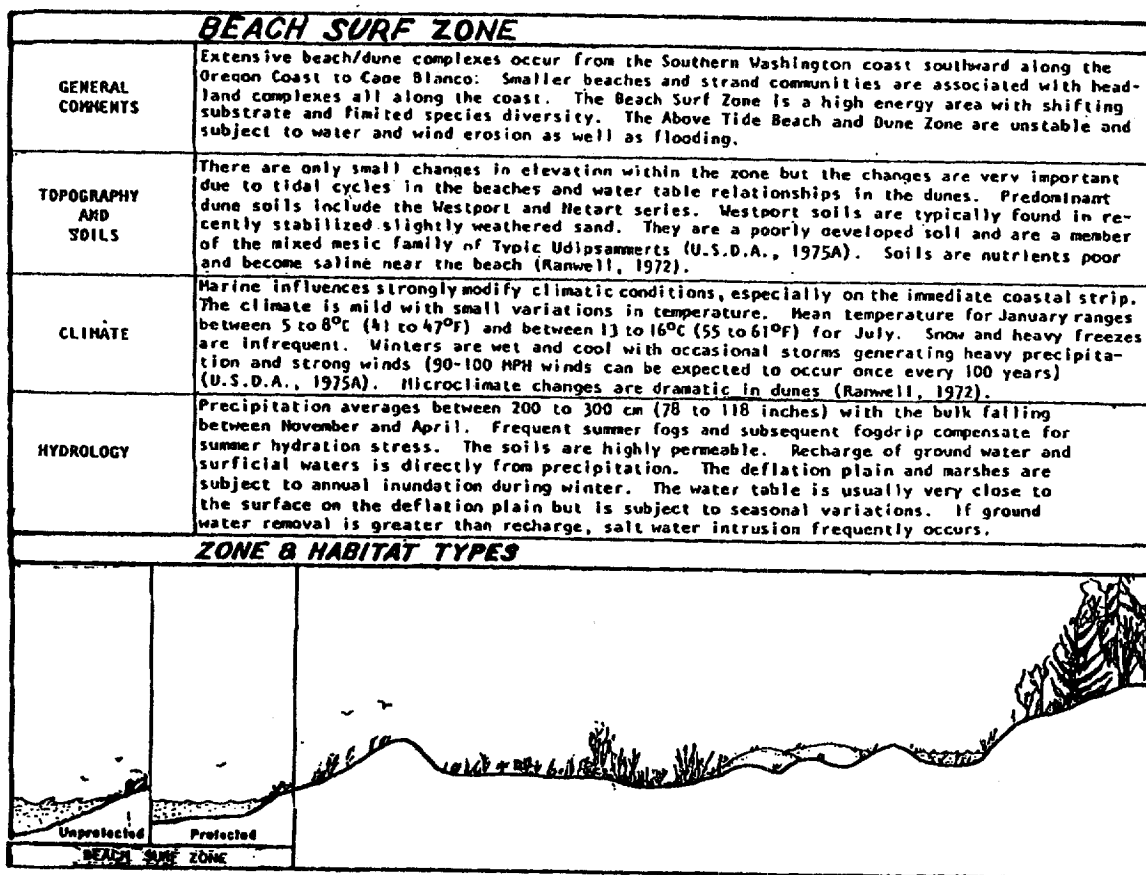 BEACH SURF ZONE
GENERAL
COMMENTS
Extensive beach/dune complexes occur from the Southern Washington coast southward along the
Oregon Coast to Cape Blanco: Smaller beaches and strand communities are associated with head-
land complexes all along the coast. The Beach Surf Zone is a high energy area with shifting
substrate and limited species diversity. The Above Tide Beach and Dune Zone are unstable and
subject to water and wind erosion as well as flooding.
TOPOGRAPHY
AND
SOILS
There are only small changes in elevation within the zone but the changes are very important
due to tidal cycles in the beaches and water table relationships in the dunes. Predominant
dune soils include the Westport and Netart series. Westport soils are typically found in re-
cently stabilized slightly weathered sand. They are a poorly developed soil and are a member
of the mixed mesic family of Typic Udipsamments (U.S.D.A., 1975A). Soils are nutrients poor
and become saline near the beach (Ranwell, 1972).
CLIMATE
Marine influences strongly modify climatic conditions, especially on the immediate coastal strip.
The climate is mild with small variations in temperature. Mean temperature for January ranges
between 5 to 8°C (41 to 47°F) and between 13 to 16°C (55 to 61°F) for July. Snow and heavy freezes
are infrequent. Winters are wet and cool with occasional storms generating heavy precipita-
tion and strong winds (90-100 MPH winds can be expected to occur once every 100 years)
(U.S.D.A., 1975A). Microclimate changes are dramatic in dunes (Ranwell, 1972).
HYDROLOGY
Precipitation averages between 200 to 300 cm (78 to 118 inches) with the bulk falling
between November and April. Frequent summer fogs and subsequent fogdrip compensate for
summer hydration stress. The soils are highly permeable. Recharge of ground water and
surficial waters is directly from precipitation. The deflation plain and marshes are
subject to annual inundation during winter. The water table is usually very close to
the surface on the deflation plain but is subject to seasonal variations. If ground
water removal is greater than recharge, salt water intrusion frequently occurs.
ZONE & HABITAT TYPES
Unprotected
Protected
BEACH SURF ZONE